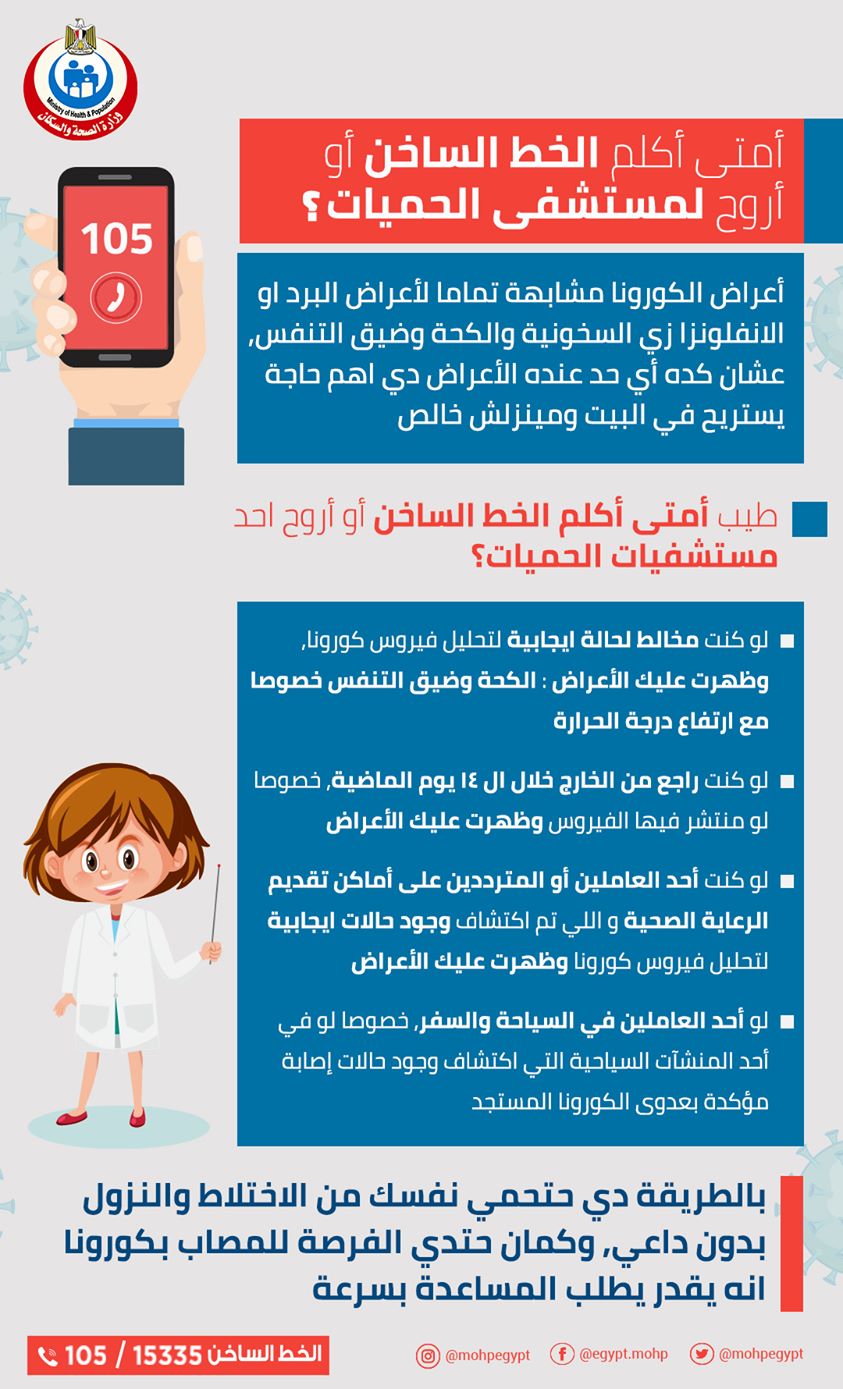 Ministry of Health & Population
وزارة الصحة والسكان
أمتى أكلم الخط الساخن أو
أروح لمستشفى الحميات ؟
105
أعراض الكورونا مشابهة تماما لأعراض البرد او
الانفلونزا زي السخونية والكحة وضيق التنفس,
عشان كده أي حد عنده الأعراض دي اهم حاجة
يستريح في البيت ومينزلش خالص
طيب أمتى أكلم الخط الساخن أو أروح احد
مستشفيات الحميات؟
لو كنت مخالط لحالة ايجابية لتحليل فيروس كورونا,
وظهرت عليك الأعراض : الكحة وضيق التنفس خصوصا
مع ارتفاع درجة الحرارة
لو كنت راجع من الخارج خلال ال ١٤ يوم الماضية, خصوصا
لو منتشر فيها الفيروس وظهرت عليك الأعراض
لو كنت أحد العاملين أو المترددين على أماكن تقديم
الرعاية الصحية و اللي تم اكتشاف وجود حالات ايجابية
لتحليل فيروس كورونا وظهرت عليك الأعراض
لو أحد العاملين في السياحة والسفر, خصوصا لو في
أحد المنشآت السياحية التي اكتشاف وجود حالات إصابة
مؤكدة بعدوى الكورونا المستجد
بالطريقة دي حتحمي نفسك من الاختلاط والنزول
بدون داعي, وكمان حتدي الفرصة للمصاب بكورونا
انه يقدر يطلب المساعدة بسرعة
الخط الساخن 15335 / 105
@mohpegypt
@egypt.mohp
@mohpegypt